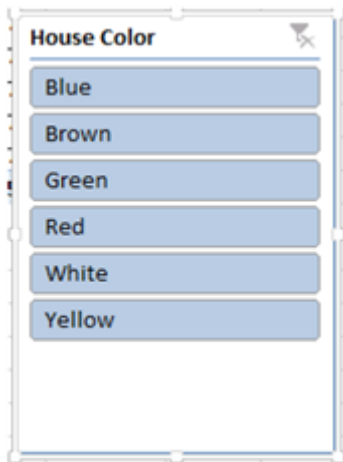 House Color
Blue
Brown
Green
Red
White
Yellow